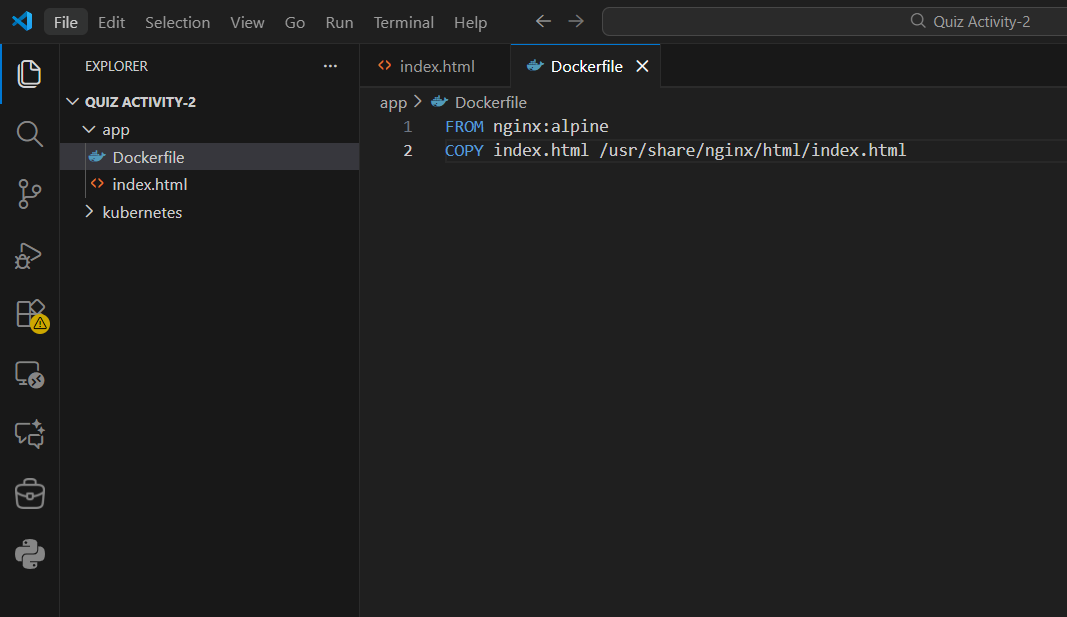 File Edit Selection View Go Run Terminal Help Quiz Activity-2
EXPLORER
QUIZ ACTIVITY-2
app
Dockerfile
index.html
kubernetes
index.html Dockerfile
app > Dockerfile
1 FROM nginx:alpine
2 COPY index.html /usr/share/nginx/html/index.html